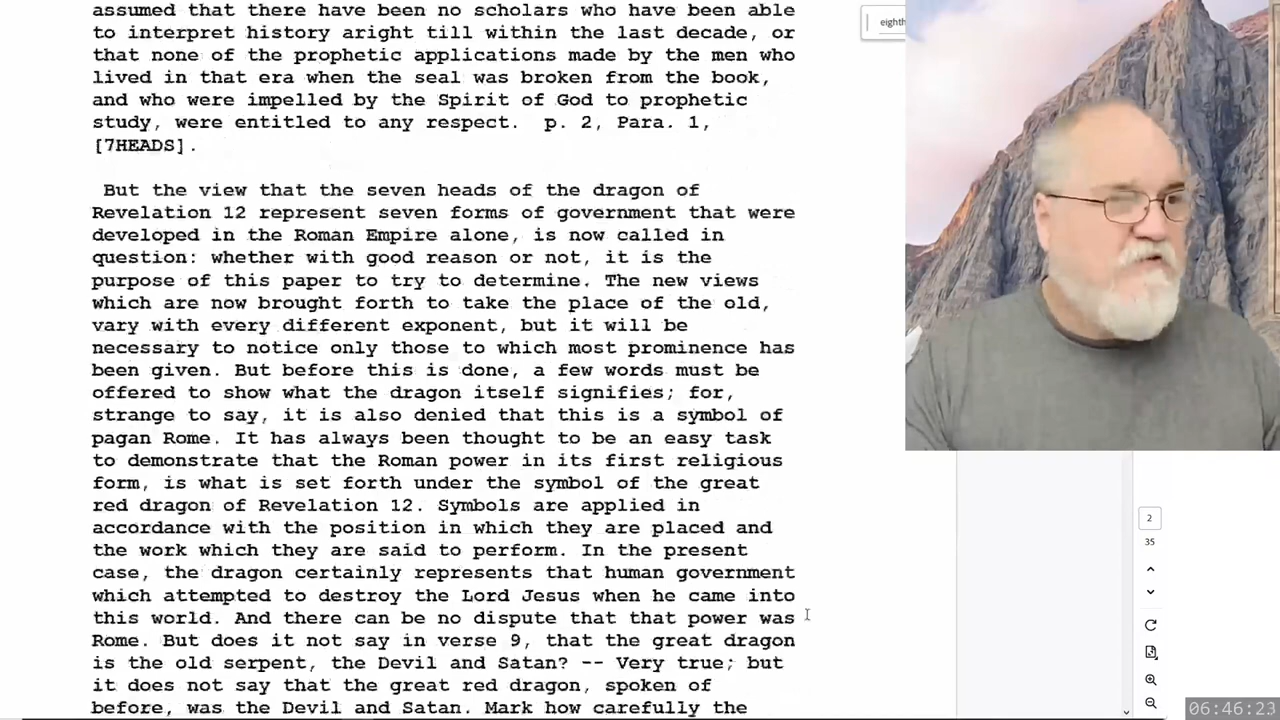 assumed that there have been no scholars who have been able
to interpret history aright till within the last decade, or
that none of the prophetic applications made by the men who
lived in that era when the seal was broken from the book,
and who were impelled by the Spirit of God to prophetic
study, were entitled to any respect.  p. 2, Para. 1,
[7HEADS].
But the view that the seven heads of the dragon of
Revelation 12 represent seven forms of government that were
developed in the Roman Empire alone, is now called in
question: whether with good reason or not, it is the
purpose of this paper to try to determine. The new views
which are now brought forth to take the place of the old,
vary with every different exponent, but it will be
necessary to notice only those to which most prominence has
been given. But before this is done, a few words must be
offered to show what the dragon itself signifies; for,
strange to say, it is also denied that this is a symbol of
pagan Rome. It has always been thought to be an easy task
to demonstrate that the Roman power in its first religious
form, is what is set forth under the symbol of the great
red dragon of Revelation 12. Symbols are applied in
accordance with the position in which they are placed and
the work which they are said to perform. In the present
case, the dragon certainly represents that human government
which attempted to destroy the Lord Jesus when he came into
this world. And there can be no dispute that that power was
Rome. But does it not say in verse 9, that the great dragon
is the old serpent, the Devil and Satan? -- Very true; but
it does not say that the great red dragon, spoken of
before, was the Devil and Satan. Mark how carefully the
eighth
2
35
06:46:23